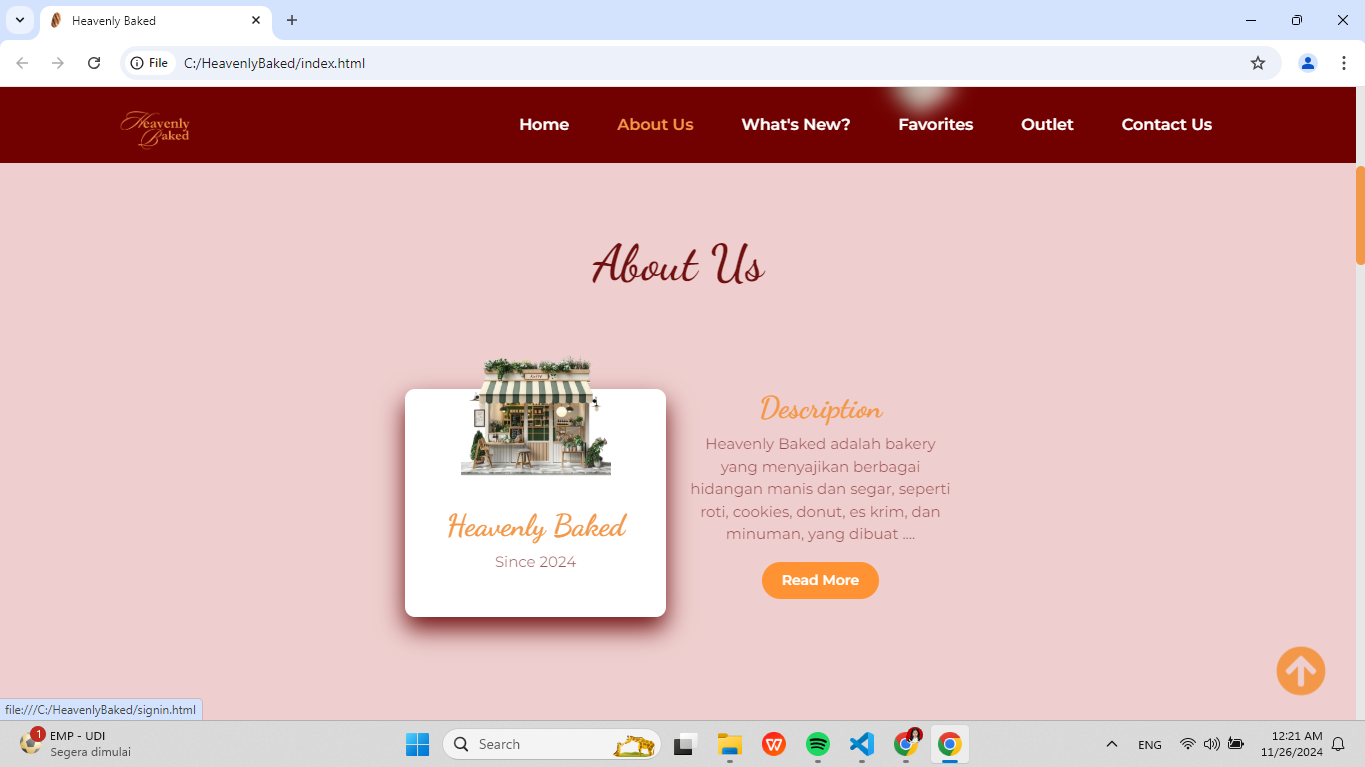 Heavenly Baked
File
C:/HeavenlyBaked/index.html
Heavenly
Baked
Home
About Us
What's New?
Favorites
Outlet
Contact Us
About Us
Heavenly Baked
Since 2024
Description
Heavenly Baked adalah bakery
yang menyajikan berbagai
hidangan manis dan segar, seperti
roti, cookies, donut, es krim, dan
minuman, yang dibuat ....
Read More
file:///C:/HeavenlyBaked/signin.html
1
EMP - UDI
Segera dimulai
Search
ENG
12:21 AM
11/26/2024